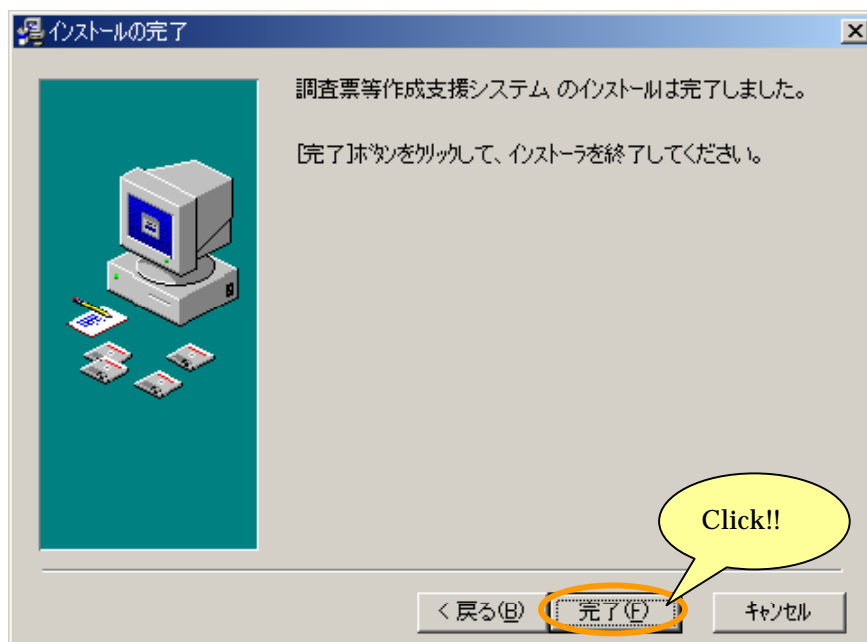 インストールの完了
調査票等作成支援システム のインストールは完了しました。
[完了]ボタンをクリックして、インストーラを終了してください。
Click!!
< 戻る(B)
完了(F)
キャンセル